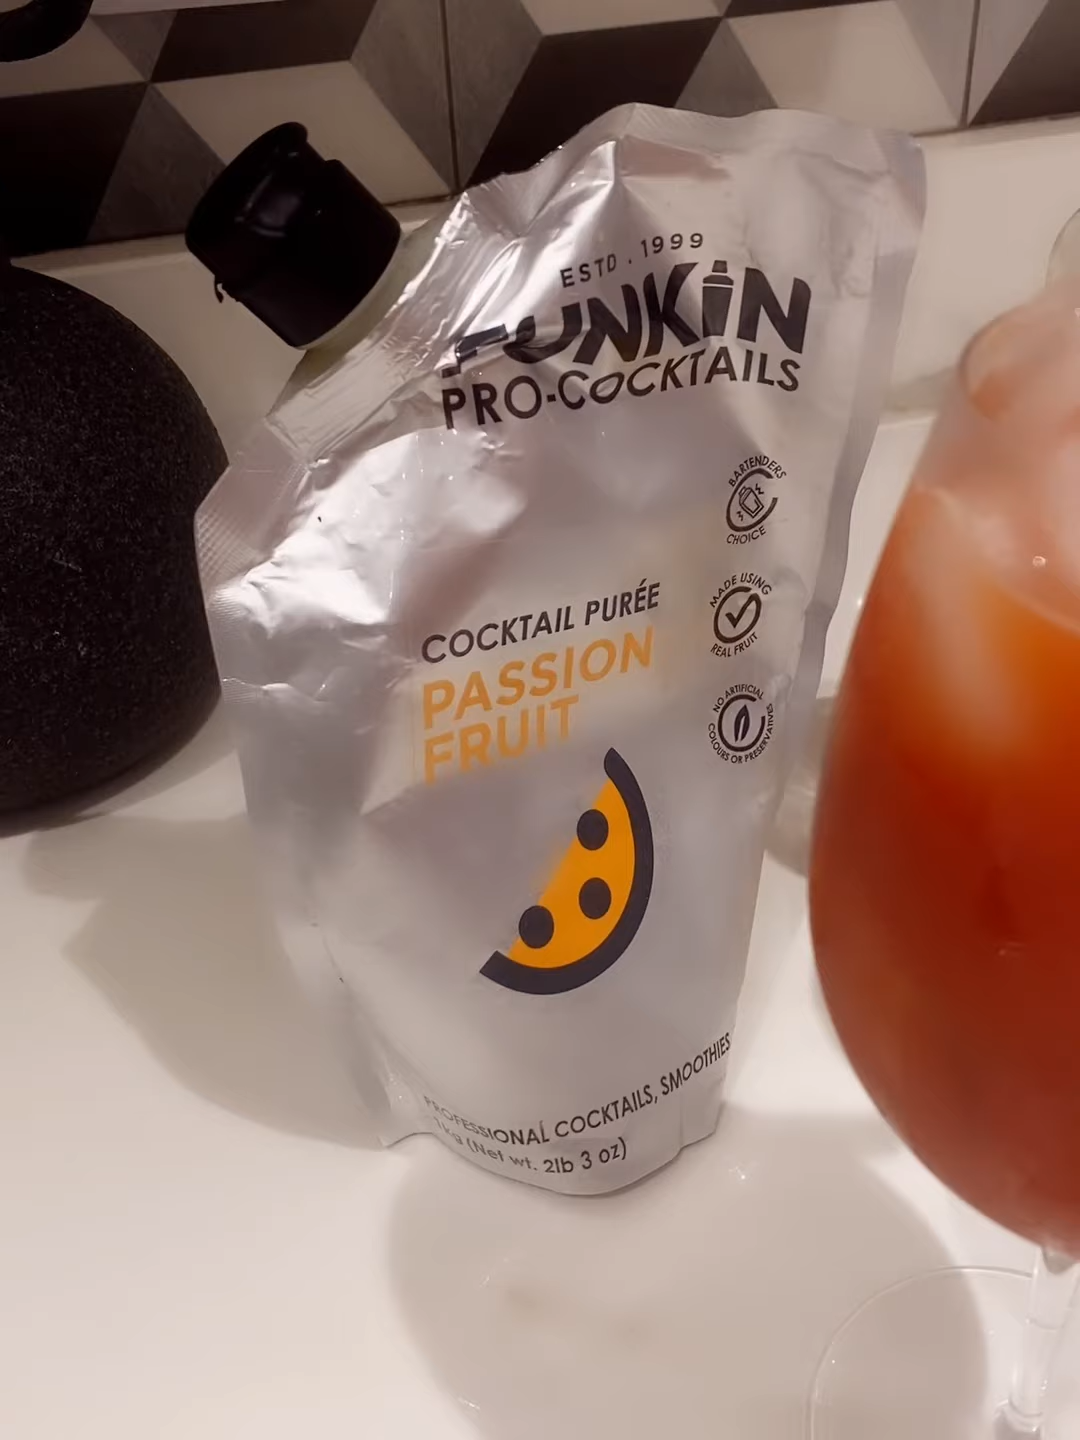 ESTD . 1999
FUNKIN
PRO-COCKTAILS
BARTENDERS
CHOICE
MADE USING
REAL FRUIT
NO ARTIFICIAL
COLOURS OR PRESERVATIVES
COCKTAIL PURÉE
PASSION
FRUIT
PROFESSIONAL COCKTAILS, SMOOTHIES
1kg (Net wt. 2lb 3 oz)